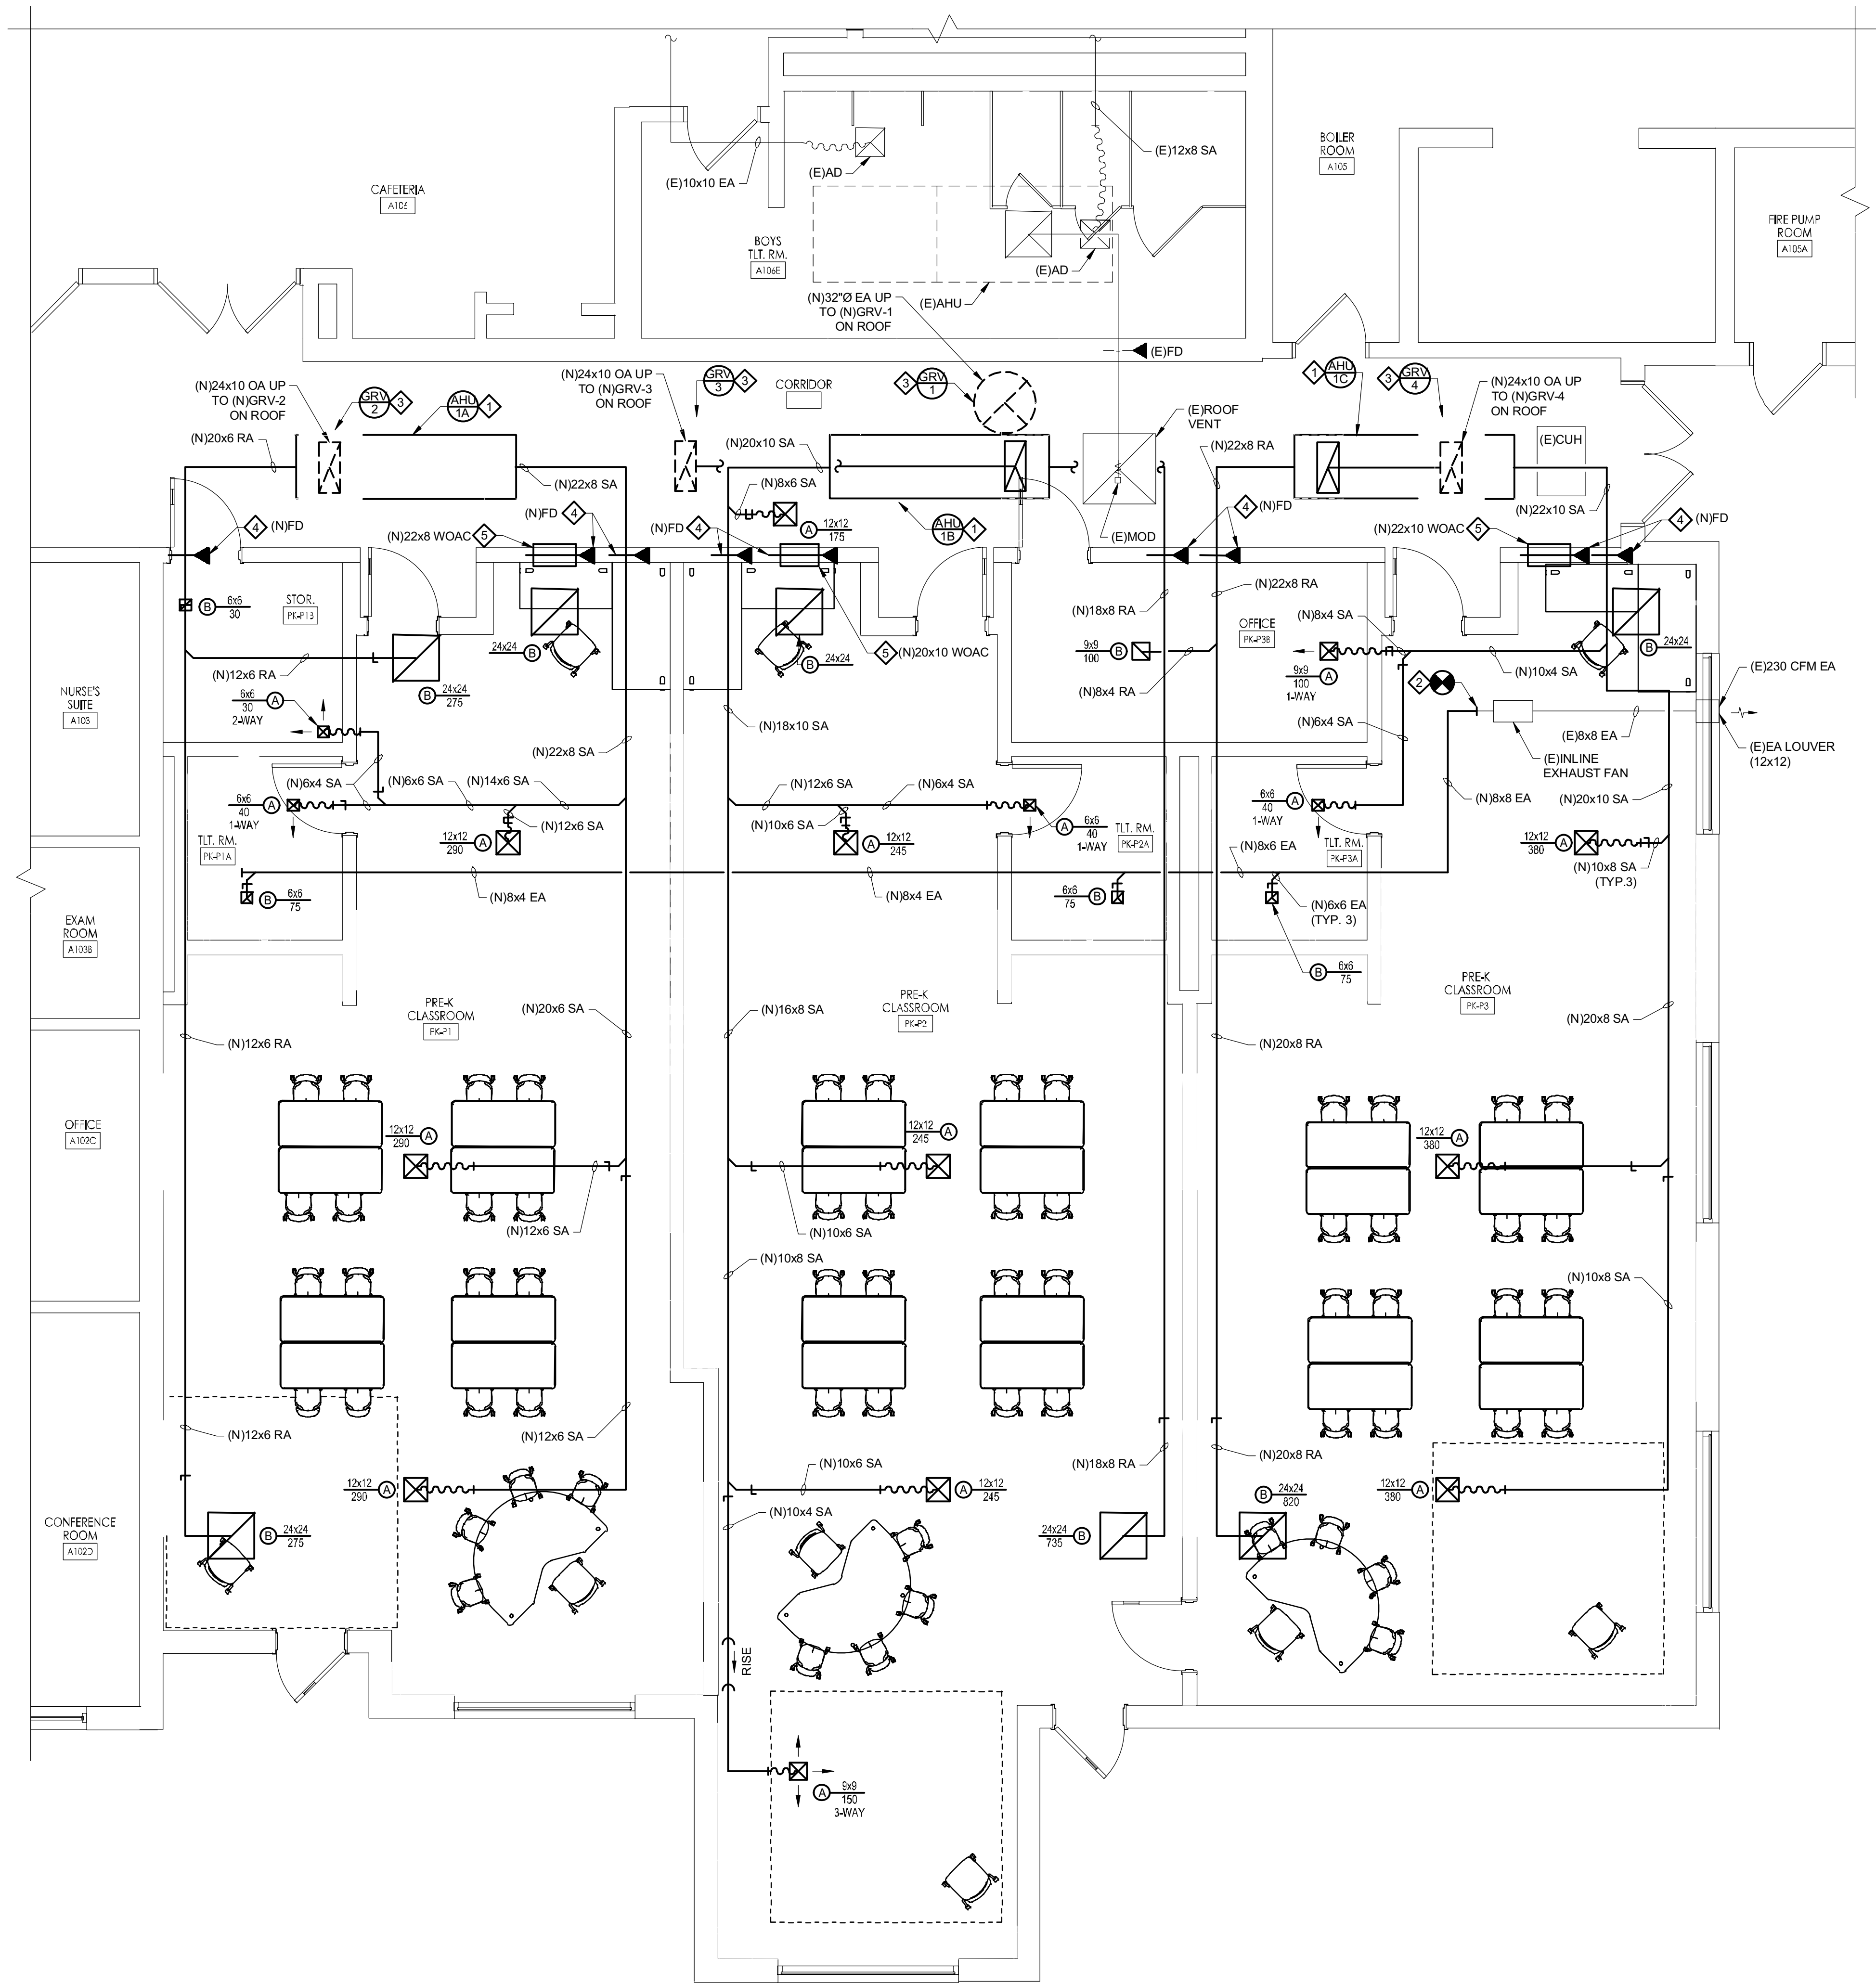 (E)12x8 SA
(E)10x10 EA
(E)AD
BOILER
ROOM
A105
CAFETERIA
A106
FIRE PUMP
ROOM
A105A
BOYS
TLT. RM.
A106E
(E)AD
(E)AHU
(N)32"Ø EA UP
TO (N)GRV-1
ON ROOF
(E)FD
(N)24x10 OA UP
TO (N)GRV-2
ON ROOF
GRV
2
3
AHU
1A
1
(N)24x10 OA UP
TO (N)GRV-3
ON ROOF
GRV
3
3
CORRIDOR
3
GRV
1
1
AHU
1C
3
GRV
4
(N)24x10 OA UP
TO (N)GRV-4
ON ROOF
(E)ROOF
VENT
(N)20x6 RA
(N)20x10 SA
(N)22x8 RA
(E)CUH
(N)22x8 SA
(N)8x6 SA
(N)22x10 SA
4
(N)FD
(N)22x8 WOAC
5
(N)FD
4
(N)FD
4
A
12x12
175
AHU
1B
1
(E)MOD
4
(N)FD
(N)22x10 WOAC
5
4
(N)FD
B
6x6
30
STOR.
PK-P1B
(N)12x6 RA
B
24x24
275
24x24
B
B
24x24
5
(N)20x10 WOAC
(N)18x8 RA
(N)22x8 RA
9x9
100
B
(N)8x4 RA
OFFICE
PK-P3B
(N)8x4 SA
9x9
100
1-WAY
A
2
(N)10x4 SA
B
24x24
(E)230 CFM EA
NURSE'S
SUITE
A103
6x6
30
2-WAY
A
(N)18x10 SA
(N)22x8 SA
(N)6x4 SA
(E)8x8 EA
(E)EA LOUVER
(12x12)
(E)INLINE
EXHAUST FAN
(N)6x4 SA
(N)6x6 SA
(N)14x6 SA
(N)12x6 SA
(N)6x4 SA
(N)8x8 EA
(N)20x10 SA
6x6
40
1-WAY
A
TLT. RM.
PK-P1A
12x12
290
A
(N)12x6 SA
(N)10x6 SA
A
12x12
245
A
6x6
40
1-WAY
TLT. RM.
PK-P2A
6x6
40
1-WAY
A
TLT. RM.
PK-P3A
(N)8x6 EA
12x12
380
A
(N)10x8 SA
(TYP.3)
B
6x6
75
(N)8x4 EA
(N)8x4 EA
6x6
75
B
(N)6x6 EA
(TYP. 3)
B
6x6
75
EXAM
ROOM
A103B
PRE-K
CLASSROOM
PK-P1
(N)20x6 SA
(N)16x8 SA
PRE-K
CLASSROOM
PK-P2
PRE-K
CLASSROOM
PK-P3
(N)20x8 SA
(N)12x6 RA
(N)20x8 RA
OFFICE
A102C
12x12
290
A
12x12
245
A
12x12
380
A
(N)12x6 SA
(N)10x6 SA
(N)10x8 SA
(N)10x8 SA
(N)12x6 RA
(N)12x6 SA
(N)10x6 SA
(N)18x8 RA
(N)20x8 RA
12x12
290
A
A
12x12
245
B
24x24
820
12x12
380
A
CONFERENCE
ROOM
A102D
B
24x24
275
(N)10x4 SA
24x24
735
B
RISE
A
9x9
150
3-WAY